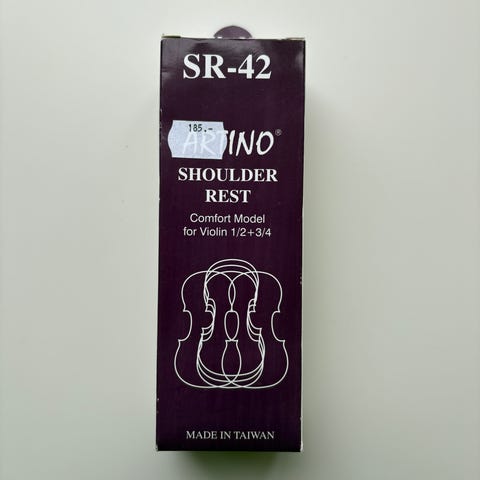 SR-42
185.-
ARTINO®
SHOULDER
REST
Comfort Model
for Violin 1/2+3/4
MADE IN TAIWAN